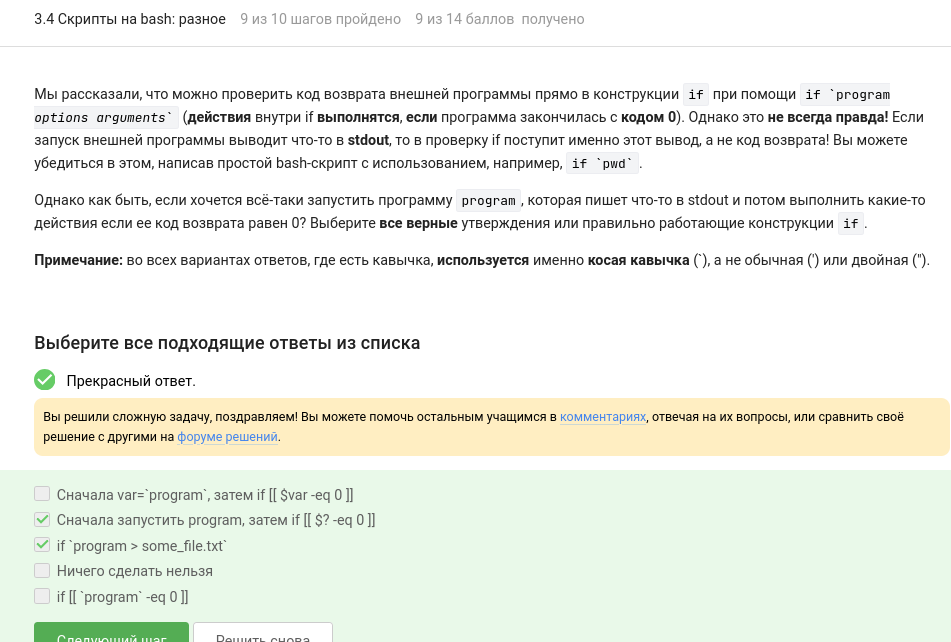 3.4 Скрипты на bash: разное 9 из 10 шагов пройдено 9 из 14 баллов получено
Мы рассказали, что можно проверить код возврата внешней программы прямо в конструкции if при помощи if `program
options arguments` (действия внутри if выполнятся, если программа закончилась с кодом 0). Однако это не всегда правда! Если
запуск внешней программы выводит что-то в stdout, то в проверку if поступит именно этот вывод, а не код возврата! Вы можете
убедиться в этом, написав простой bash-скрипт с использованием, например, if `pwd`.
Однако как быть, если хочется всё-таки запустить программу program, которая пишет что-то в stdout и потом выполнить какие-то
действия если ее код возврата равен 0? Выберите все верные утверждения или правильно работающие конструкции if.
Примечание: во всех вариантах ответов, где есть кавычка, используется именно косая кавычка (`), а не обычная (') или двойная (").
Выберите все подходящие ответы из списка
Прекрасный ответ.
Вы решили сложную задачу, поздравляем! Вы можете помочь остальным учащимся в комментариях, отвечая на их вопросы, или сравнить своё
решение с другими на форуме решений.
Сначала var=`program`, затем if [[ $var -eq 0 ]]
Сначала запустить program, затем if [[ $? -eq 0 ]]
if `program > some_file.txt`
Ничего сделать нельзя
if [[ `program` -eq 0 ]]
Следующий шаг Решить снова